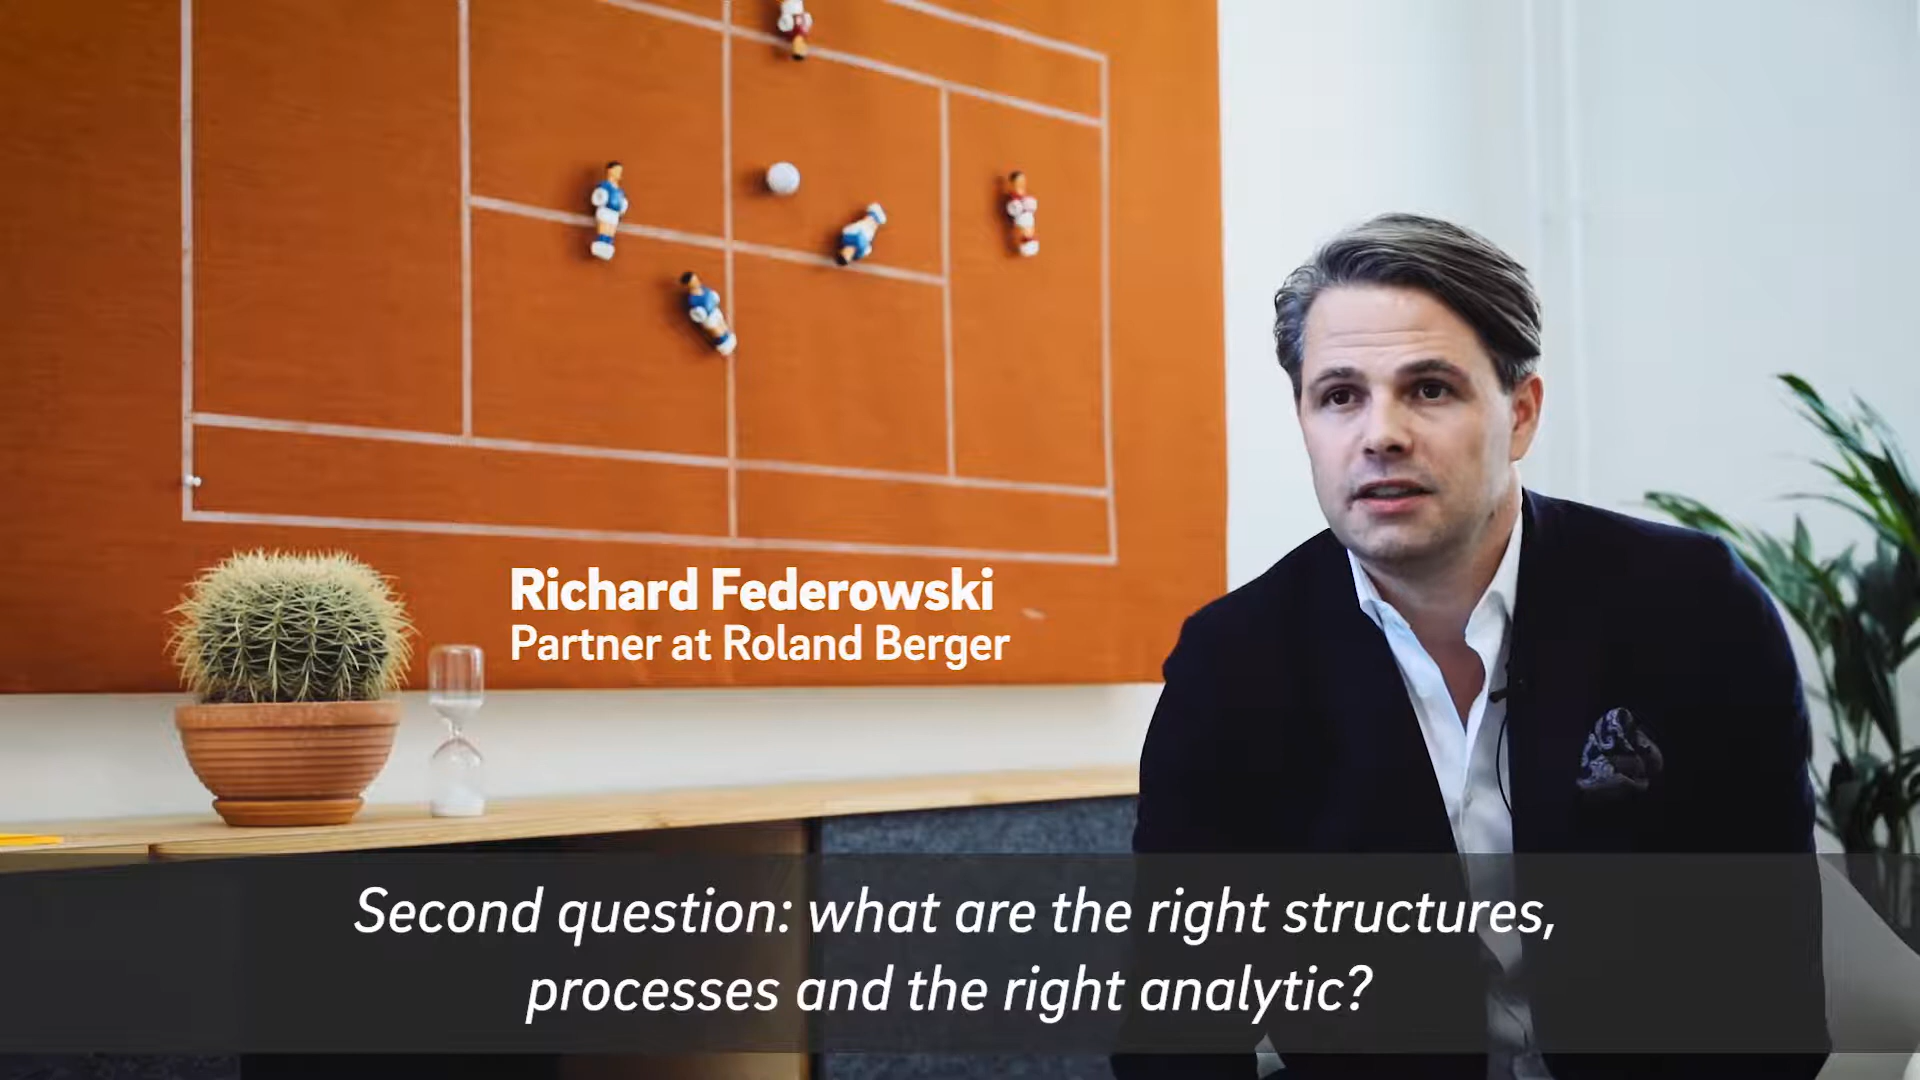 Richard Federowski
Partner at Roland Berger
Second question: what are the right structures,
processes and the right analytic?